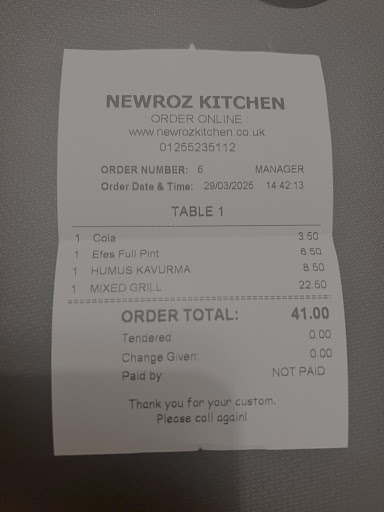 NEWROZ KITCHEN
ORDER ONLINE :
www.newrozkitchen.co.uk
01255235112
ORDER NUMBER: 6 MANAGER
Order Date & Time: 29/03/2025 14:42:13
TABLE 1
1 Cola 3.50
1 Efes Full Pint 6.50
1 HUMUS KAVURMA 8.50
1 MIXED GRILL 22.50
ORDER TOTAL: 41.00
Tendered: 0.00
Change Given: 0.00
Paid by: NOT PAID
Thank you for your custom.
Please call again!